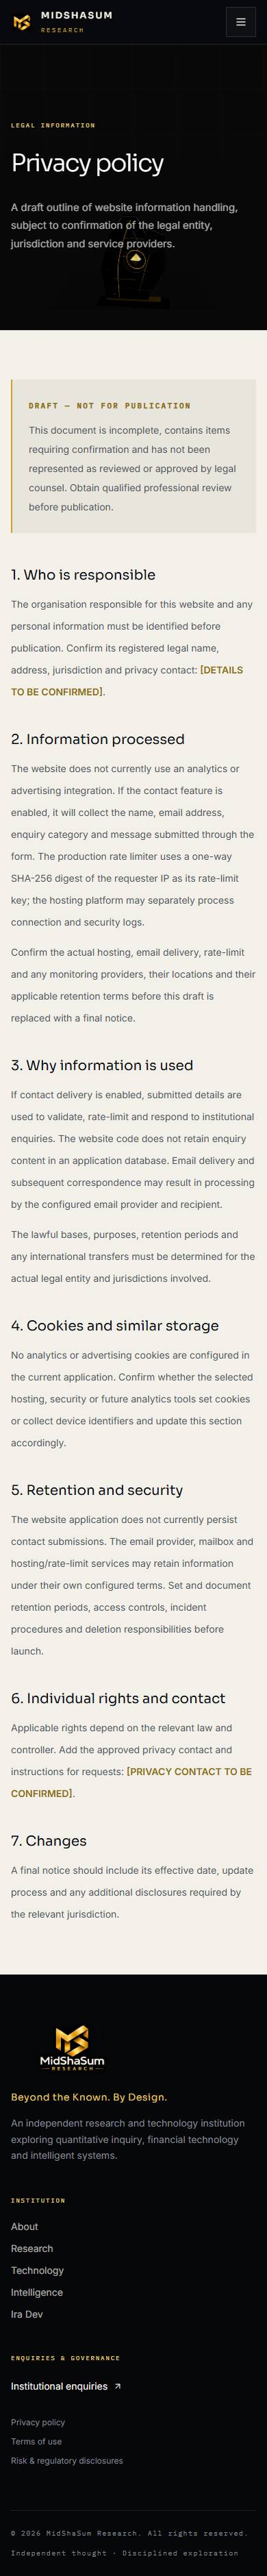 MIDSHASUM
RESEARCH
LEGAL INFORMATION
Privacy policy
A draft outline of website information handling,
subject to confirmation of the legal entity,
jurisdiction and service providers.
DRAFT — NOT FOR PUBLICATION
This document is incomplete, contains items
requiring confirmation and has not been
represented as reviewed or approved by legal
counsel. Obtain qualified professional review
before publication.
1. Who is responsible
The organisation responsible for this website and any
personal information must be identified before
publication. Confirm its registered legal name,
address, jurisdiction and privacy contact: [DETAILS
TO BE CONFIRMED].
2. Information processed
The website does not currently use an analytics or
advertising integration. If the contact feature is
enabled, it will collect the name, email address,
enquiry category and message submitted through the
form. The production rate limiter uses a one-way
SHA-256 digest of the requester IP as its rate-limit
key; the hosting platform may separately process
connection and security logs.
Confirm the actual hosting, email delivery, rate-limit
and any monitoring providers, their locations and their
applicable retention terms before this draft is
replaced with a final notice.
3. Why information is used
If contact delivery is enabled, submitted details are
used to validate, rate-limit and respond to institutional
enquiries. The website code does not retain enquiry
content in an application database. Email delivery and
subsequent correspondence may result in processing
by the configured email provider and recipient.
The lawful bases, purposes, retention periods and
any international transfers must be determined for the
actual legal entity and jurisdictions involved.
4. Cookies and similar storage
No analytics or advertising cookies are configured in
the current application. Confirm whether the selected
hosting, security or future analytics tools set cookies
or collect device identifiers and update this section
accordingly.
5. Retention and security
The website application does not currently persist
contact submissions. The email provider, mailbox and
hosting/rate-limit services may retain information
under their own configured terms. Set and document
retention periods, access controls, incident
procedures and deletion responsibilities before
launch.
6. Individual rights and contact
Applicable rights depend on the relevant law and
controller. Add the approved privacy contact and
instructions for requests: [PRIVACY CONTACT TO BE
CONFIRMED].
7. Changes
A final notice should include its effective date, update
process and any additional disclosures required by
the relevant jurisdiction.
MidShaSum
RESEARCH
Beyond the Known. By Design.
An independent research and technology institution
exploring quantitative inquiry, financial technology
and intelligent systems.
INSTITUTION
About
Research
Technology
Intelligence
Ira Dev
ENQUIRIES & GOVERNANCE
Institutional enquiries ↗
Privacy policy
Terms of use
Risk & regulatory disclosures
© 2026 MidShaSum Research. All rights reserved.
Independent thought · Disciplined exploration